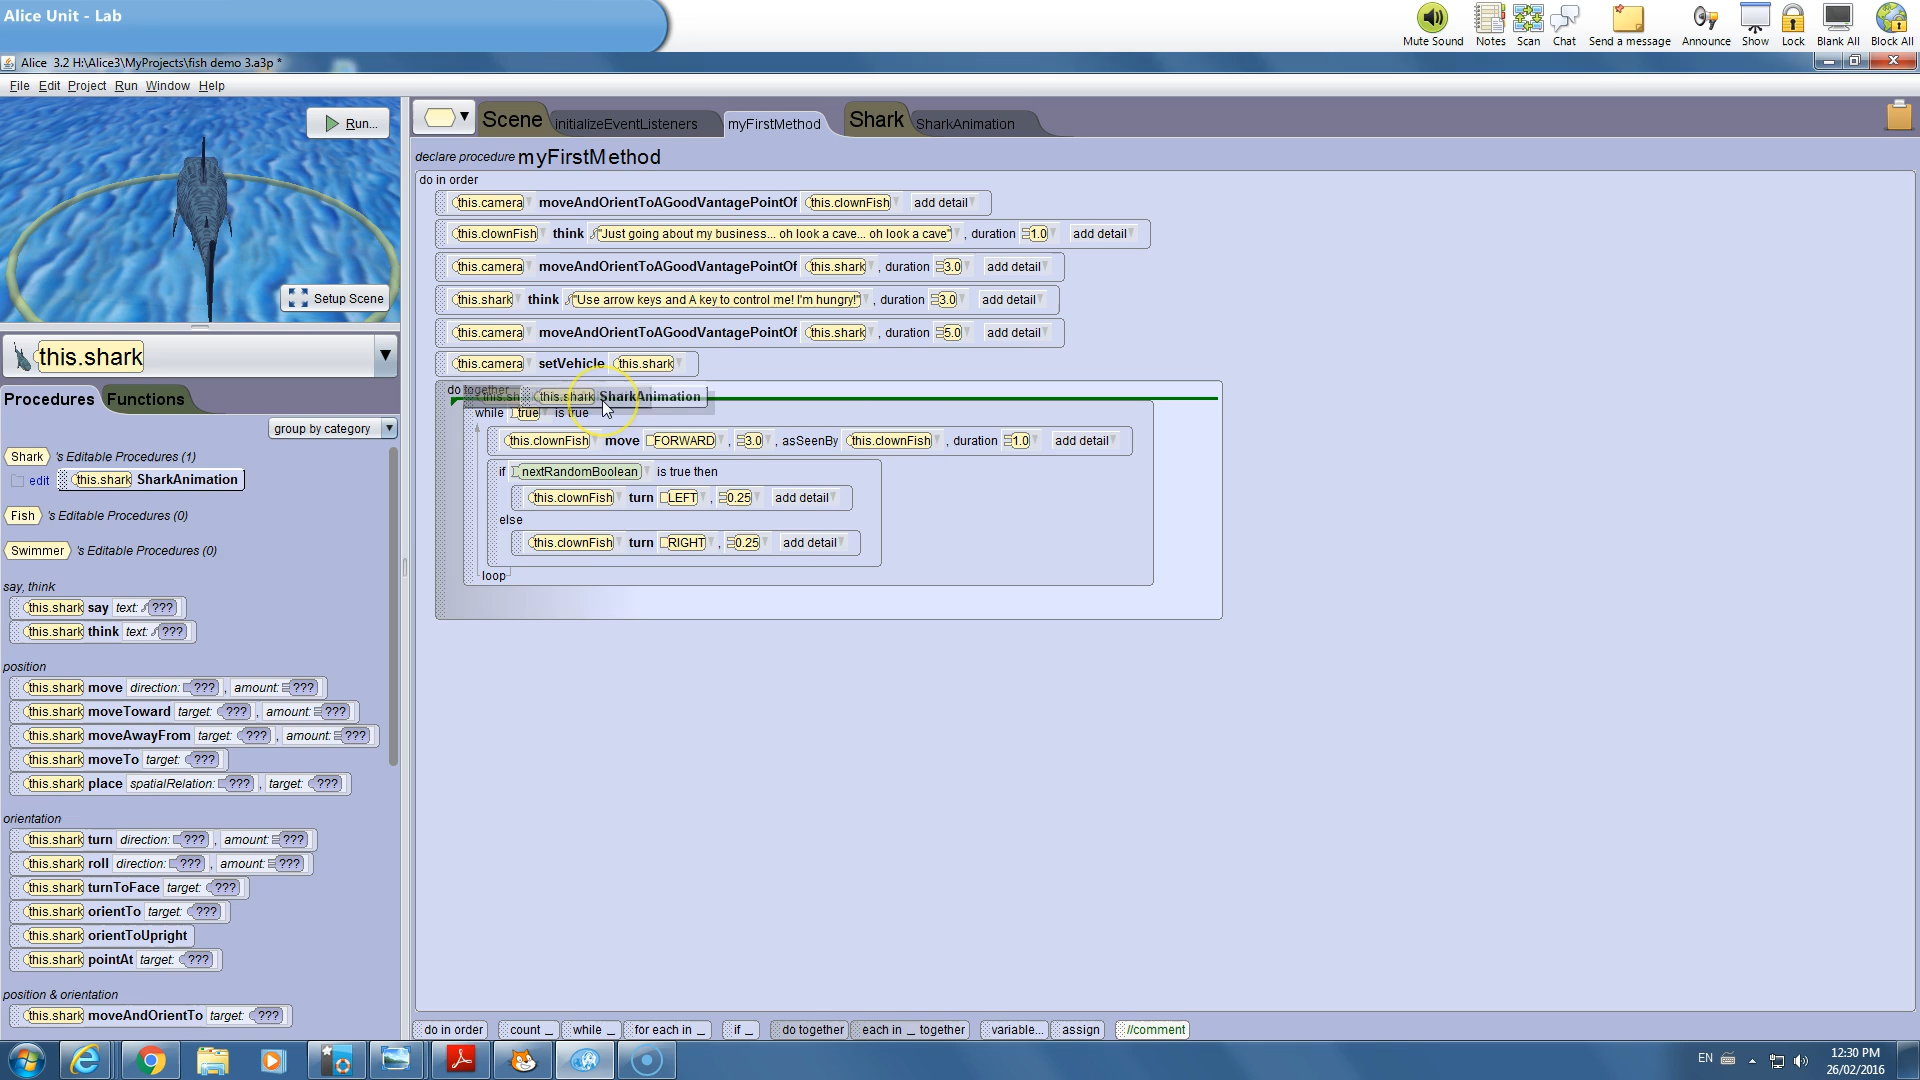 Alice Unit - Lab
Mute Sound Notes Scan Chat Send a message Announce Show Lock Blank All Block All
Alice 3.2 H:\Alice3\MyProjects\fish demo 3.a3p *
File Edit Project Run Window Help
Run...
Setup Scene
this.shark
Procedures Functions
group by category
Shark 's Editable Procedures (1)
edit this.shark SharkAnimation
Fish 's Editable Procedures (0)
Swimmer 's Editable Procedures (0)
say, think
this.shark say text: ???
this.shark think text: ???
position
this.shark move direction: ??? , amount: ???
this.shark moveToward target: ??? , amount: ???
this.shark moveAwayFrom target: ??? , amount: ???
this.shark moveTo target: ???
this.shark place spatialRelation: ??? , target: ???
orientation
this.shark turn direction: ??? , amount: ???
this.shark roll direction: ??? , amount: ???
this.shark turnToFace target: ???
this.shark orientTo target: ???
this.shark orientToUpright
this.shark pointAt target: ???
position & orientation
this.shark moveAndOrientTo target: ???
Scene initializeEventListeners myFirstMethod Shark SharkAnimation
declare procedure myFirstMethod
do in order
this.camera moveAndOrientToAGoodVantagePointOf this.clownFish add detail
this.clownFish think "Just going about my business... oh look a cave... oh look a cave" , duration 1.0 add detail
this.camera moveAndOrientToAGoodVantagePointOf this.shark , duration 3.0 add detail
this.shark think "Use arrow keys and A key to control me! I'm hungry!" , duration 3.0 add detail
this.camera moveAndOrientToAGoodVantagePointOf this.shark , duration 5.0 add detail
this.camera setVehicle this.shark
do together
this.sh this.shark SharkAnimation
while true is true
this.clownFish move FORWARD , 3.0 , asSeenBy this.clownFish , duration 1.0 add detail
if nextRandomBoolean is true then
this.clownFish turn LEFT , 0.25 add detail
else
this.clownFish turn RIGHT , 0.25 add detail
loop
do in order count _ while _ for each in _ if _ do together each in _ together variable... assign //comment
EN 12:30 PM
26/02/2016